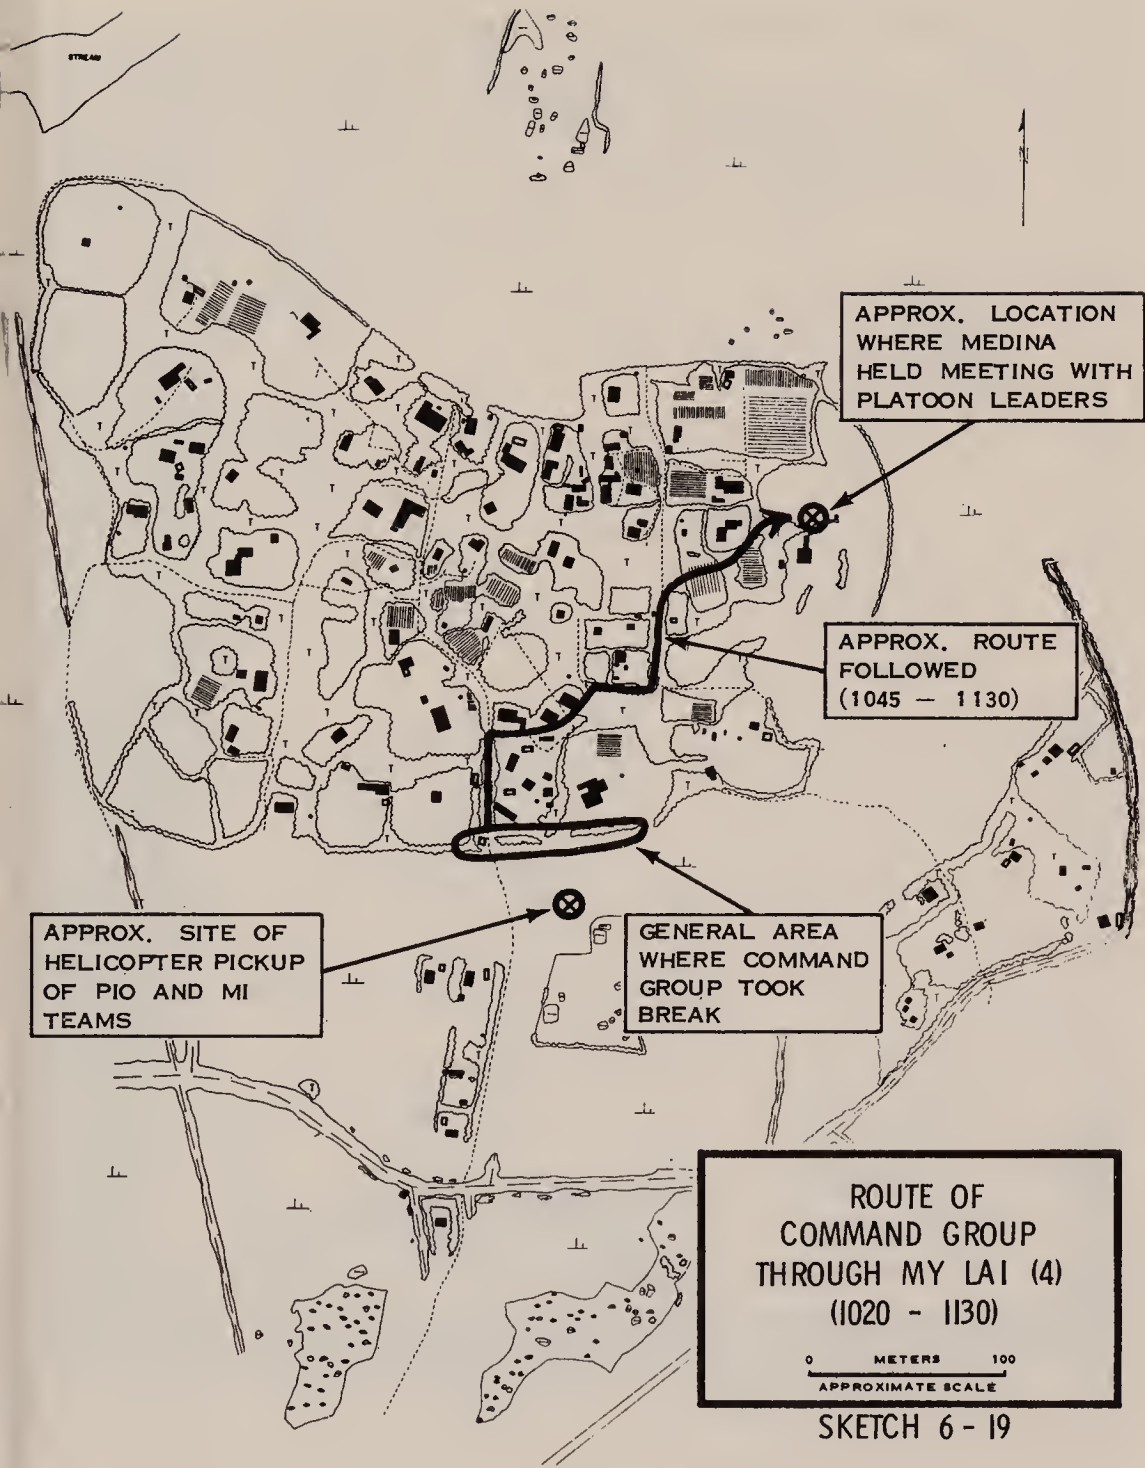 STREAM
N
APPROX. LOCATION
WHERE MEDINA
HELD MEETING WITH
PLATOON LEADERS
APPROX. ROUTE
FOLLOWED
(1045 — 1130)
APPROX. SITE OF
HELICOPTER PICKUP
OF PIO AND MI
TEAMS
GENERAL AREA
WHERE COMMAND
GROUP TOOK
BREAK
ROUTE OF
COMMAND GROUP
THROUGH MY LAI (4)
(1020 - 1130)
0 METERS 100
APPROXIMATE SCALE
SKETCH 6-19